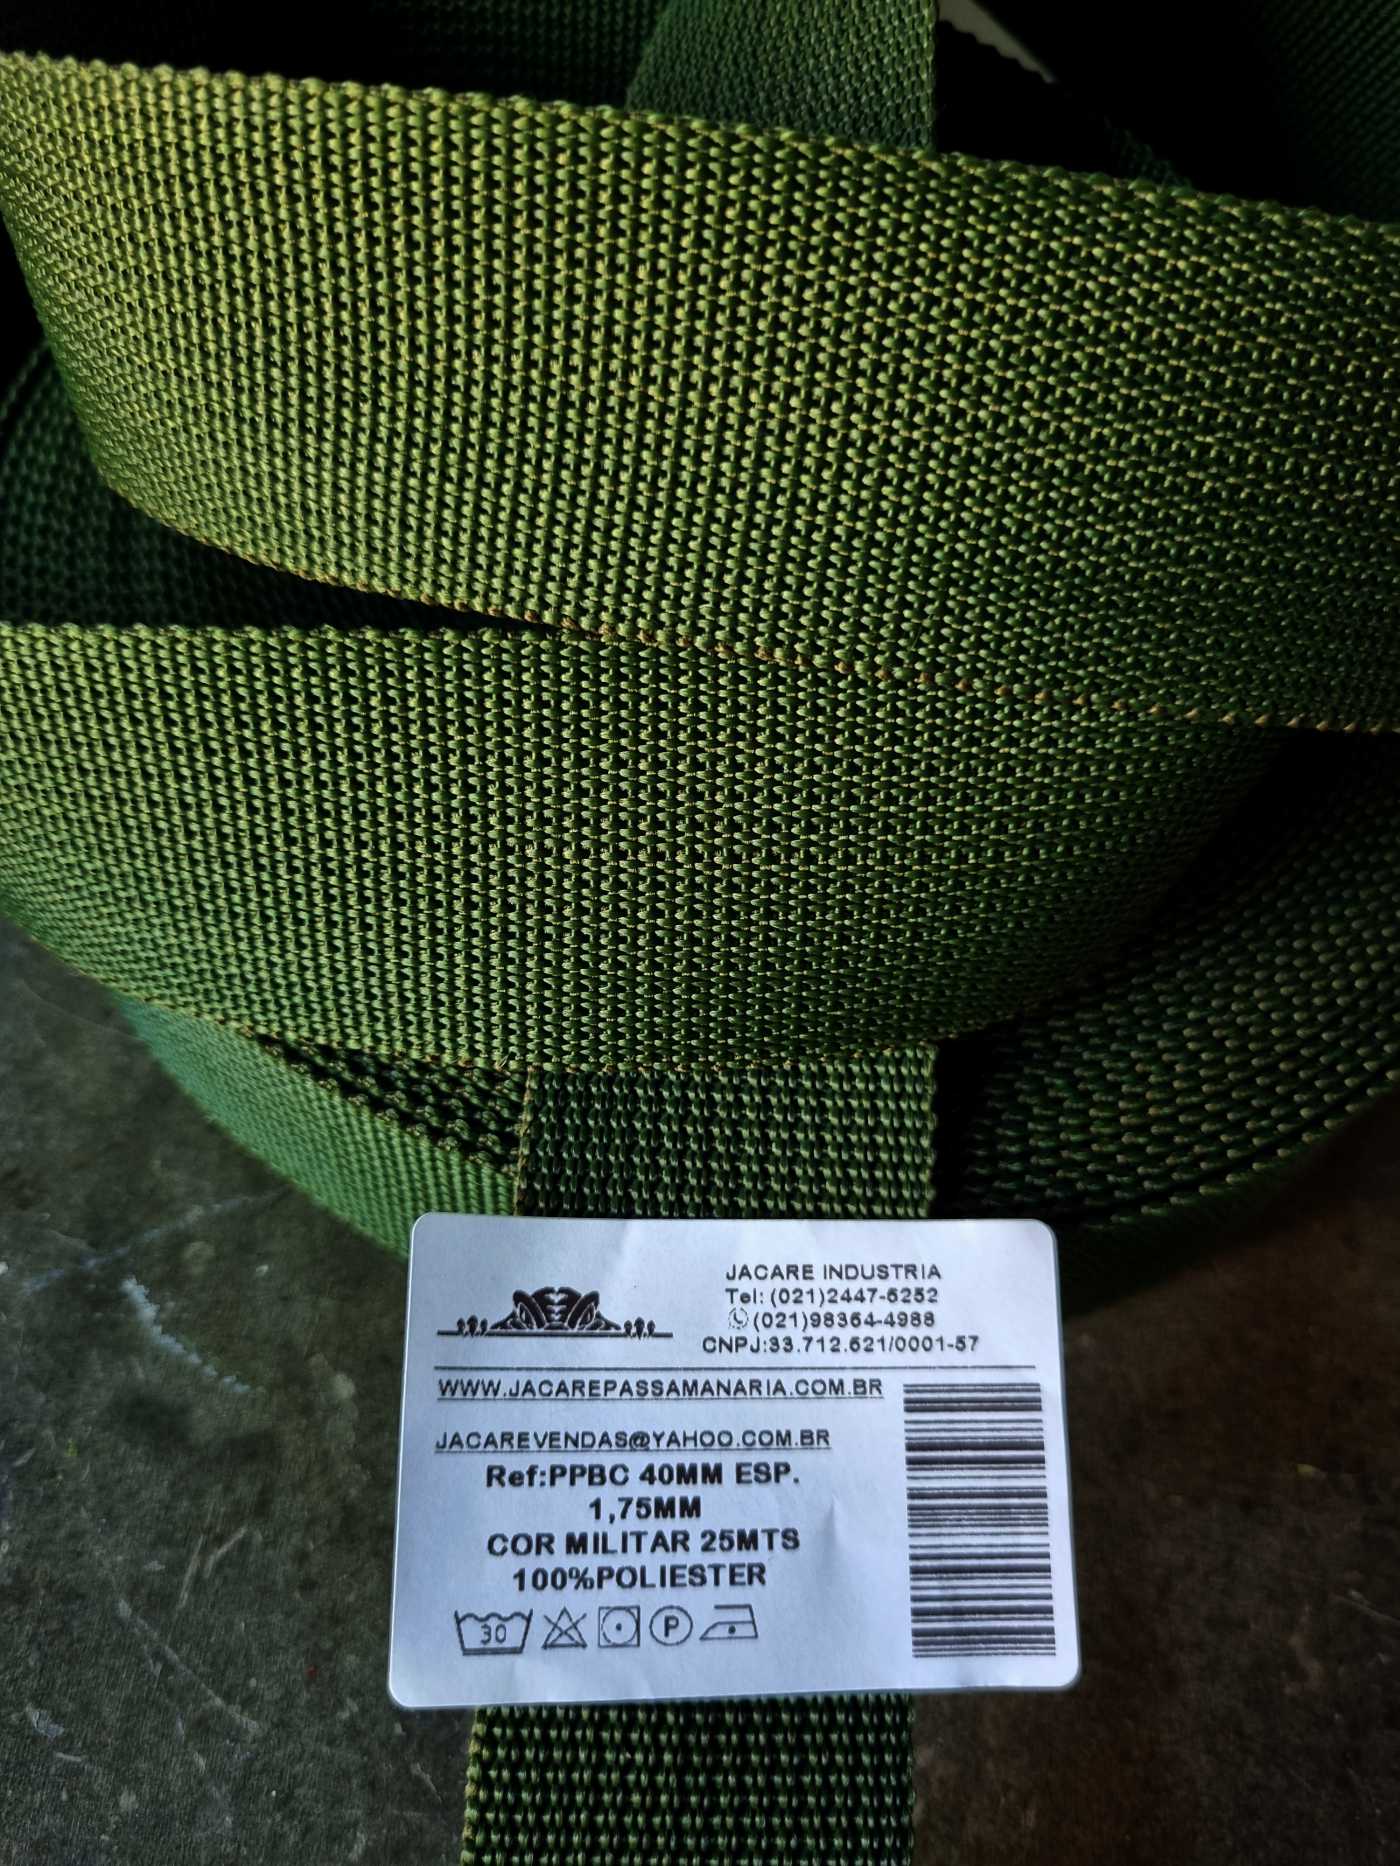 JACARE INDUSTRIA
Tel: (021)2447-5252
(021)98364-4988
CNPJ:33.712.621/0001-57
WWW.JACAREPASSAMANARIA.COM.BR
JACAREVENDAS@YAHOO.COM.BR
Ref:PPBC 40MM ESP.
1,75MM
COR MILITAR 25MTS
100%POLIESTER
30 P